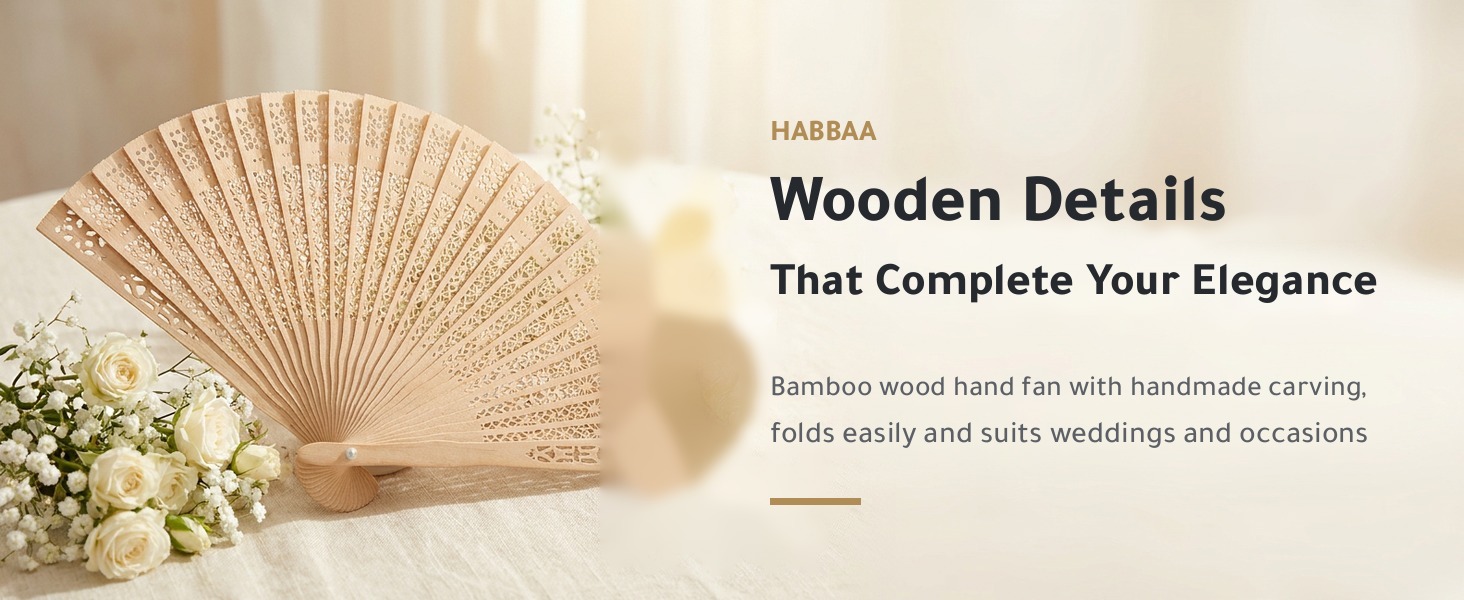 HABBAA
Wooden Details
That Complete Your Elegance
Bamboo wood hand fan with handmade carving,
folds easily and suits weddings and occasions